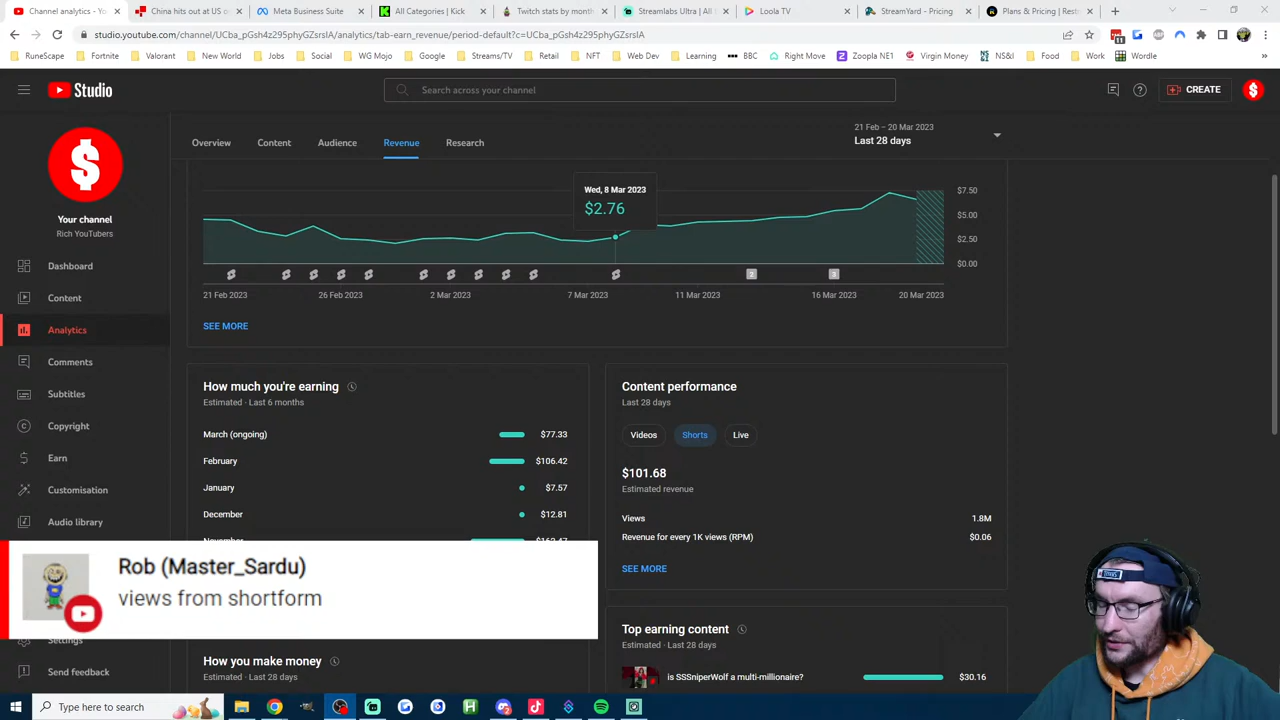 Channel analytics - YouTube
China hits out at US c
Meta Business Suite
All Categories | Kick
Twitch stats by month
Streamlabs Ultra | All
Loola TV
StreamYard - Pricing
Plans & Pricing | Rest
studio.youtube.com/channel/UCba_pGsh4z295phyGZsrslA/analytics/tab-earn_revenue/period-default?c=UCba_pGsh4z295phyGZsrslA
RuneScape
Fortnite
Valorant
New World
Jobs
Social
WG Mojo
Google
Streams/TV
Retail
NFT
Web Dev
Learning
BBC
Right Move
Zoopla NE1
Virgin Money
NS&I
Food
Work
Wordle
Studio
Search across your channel
CREATE
$
$
Your channel
Rich YouTubers
Dashboard
Content
Analytics
Comments
Subtitles
Copyright
Earn
Customisation
Audio library
Settings
Send feedback
Overview
Content
Audience
Revenue
Research
21 Feb – 20 Mar 2023
Last 28 days
Wed, 8 Mar 2023
$2.76
$7.50
$5.00
$2.50
$0.00
2
3
21 Feb 2023
26 Feb 2023
2 Mar 2023
7 Mar 2023
11 Mar 2023
16 Mar 2023
20 Mar 2023
SEE MORE
How much you're earning
Estimated · Last 6 months
March (ongoing) $77.33
February $106.42
January $7.57
December $12.81
Content performance
Last 28 days
Videos
Shorts
Live
$101.68
Estimated revenue
Views 1.8M
Revenue for every 1K views (RPM) $0.06
SEE MORE
Rob (Master_Sardu)
views from shortform
How you make money
Estimated · Last 28 days
Top earning content
Estimated · Last 28 days
is SSSniperWolf a multi-millionaire? $30.16
Type here to search